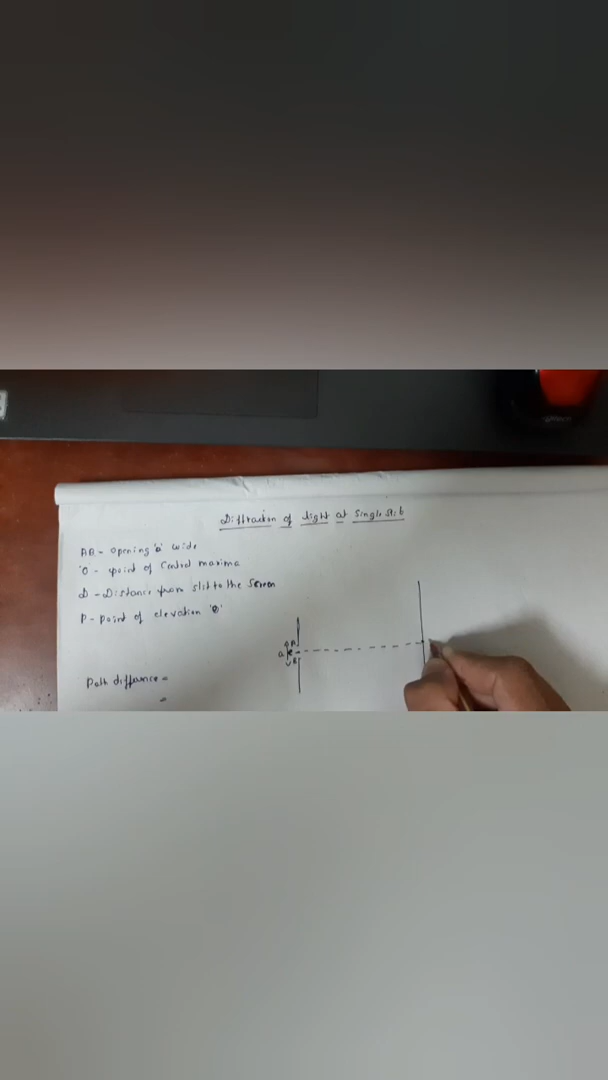 Diffraction of light at single slit
AB - opening 'a' wide
'O' - point of central maxima
D - Distance from slit to the Screen
P - point of elevation 'θ'
A
a
B
Path diffance =
=